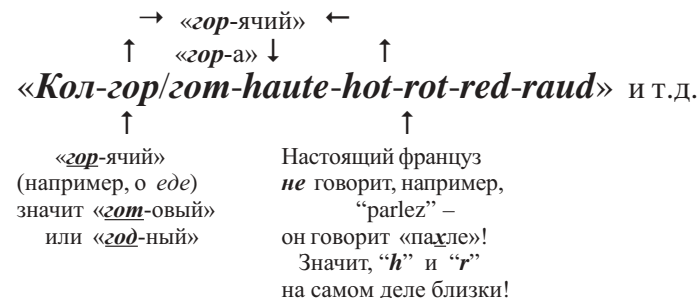 → «гор-ячий» ←
↑ «гор-а» ↓ ↑
«Кол-гор/гот-haute-hot-rot-red-raud» и т.д.
↑ ↑
«гор-ячий»
(например, о еде)
значит «гот-овый»
или «год-ный»
Настоящий француз
не говорит, например,
“parlez” –
он говорит «пахле»!
Значит, “h” и “r”
на самом деле близки!